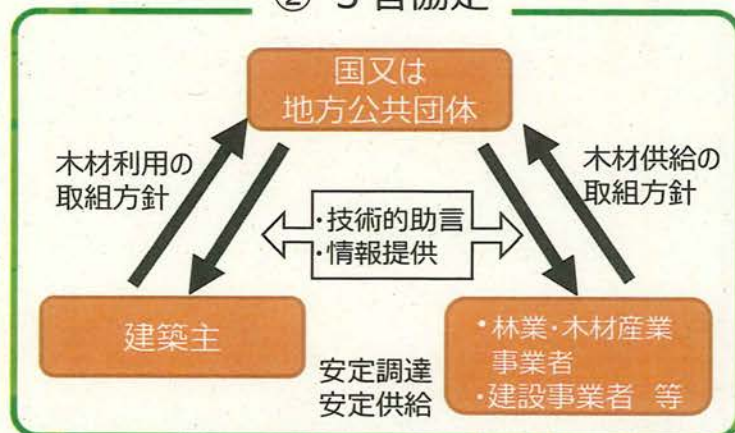 ② 3者協定
国又は
地方公共団体
木材利用の
取組方針
木材供給の
取組方針
・技術的助言
・情報提供
建築主
・林業・木材産業
事業者
・建設事業者 等
安定調達
安定供給